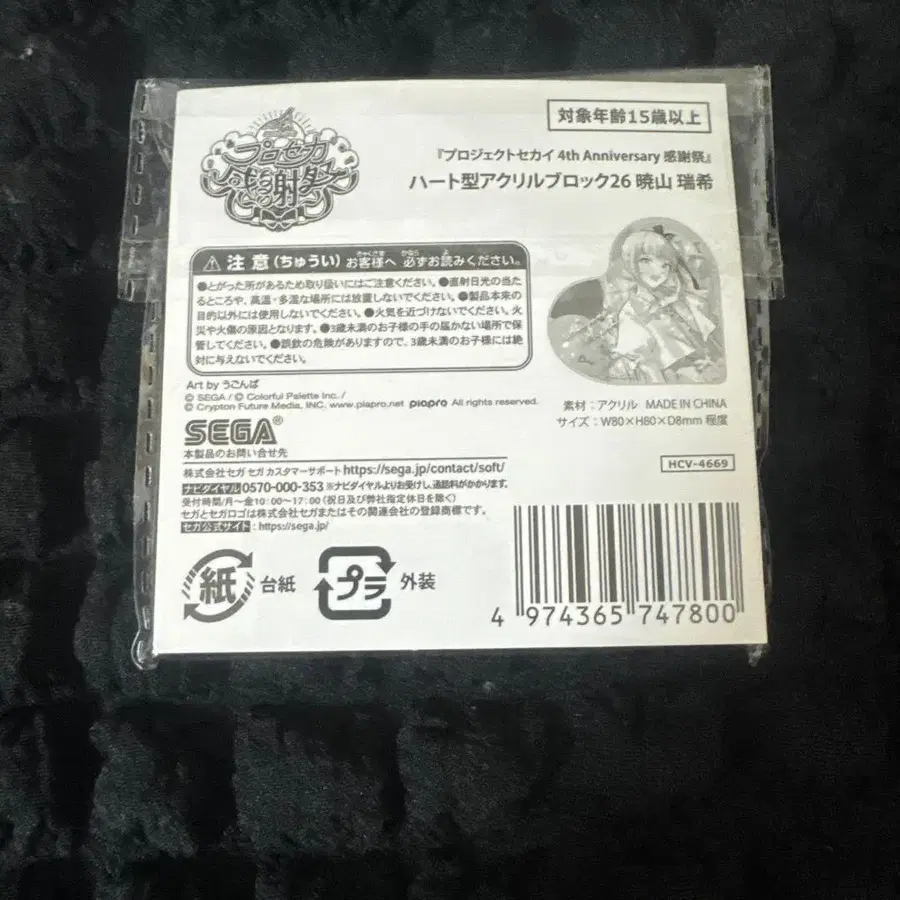 プロセカ
感謝祭
対象年齢15歳以上
『プロジェクトセカイ 4th Anniversary 感謝祭』
ハート型アクリルブロック26 暁山 瑞希
注意(ちゅうい) お客様へ 必ずお読みください。
●とがった所があるため取り扱いにはご注意ください。●直射日光の当た
るところや、高温・多湿な場所には放置しないでください。●製品本来の
目的以外には使用しないでください。●火気を近づけないでください。火
災や火傷の原因となります。●3歳未満のお子様の手の届かない場所で保
管してください。●誤飲の危険がありますので、3歳未満のお子様には絶
対に与えないでください。
Art by うごんば
© SEGA / © Colorful Palette Inc. /
© Crypton Future Media, INC. www.piapro.net piapro All rights reserved.
素材:アクリル MADE IN CHINA
サイズ:W80×H80×D8mm 程度
SEGA®
本製品のお問い合せ先
株式会社セガ セガ カスタマーサポート https://sega.jp/contact/soft/
ナビダイヤル 0570-000-353 ※ナビダイヤルよりお受けし、通話料がかかります。
受付時間/月〜金10:00〜17:00(祝日及び弊社指定休日を除く)
セガとセガロゴは株式会社セガまたはその関連会社の登録商標です。
セガ公式サイト:https://sega.jp/
HCV-4669
紙 台紙
プラ 外装
4 974365 747800